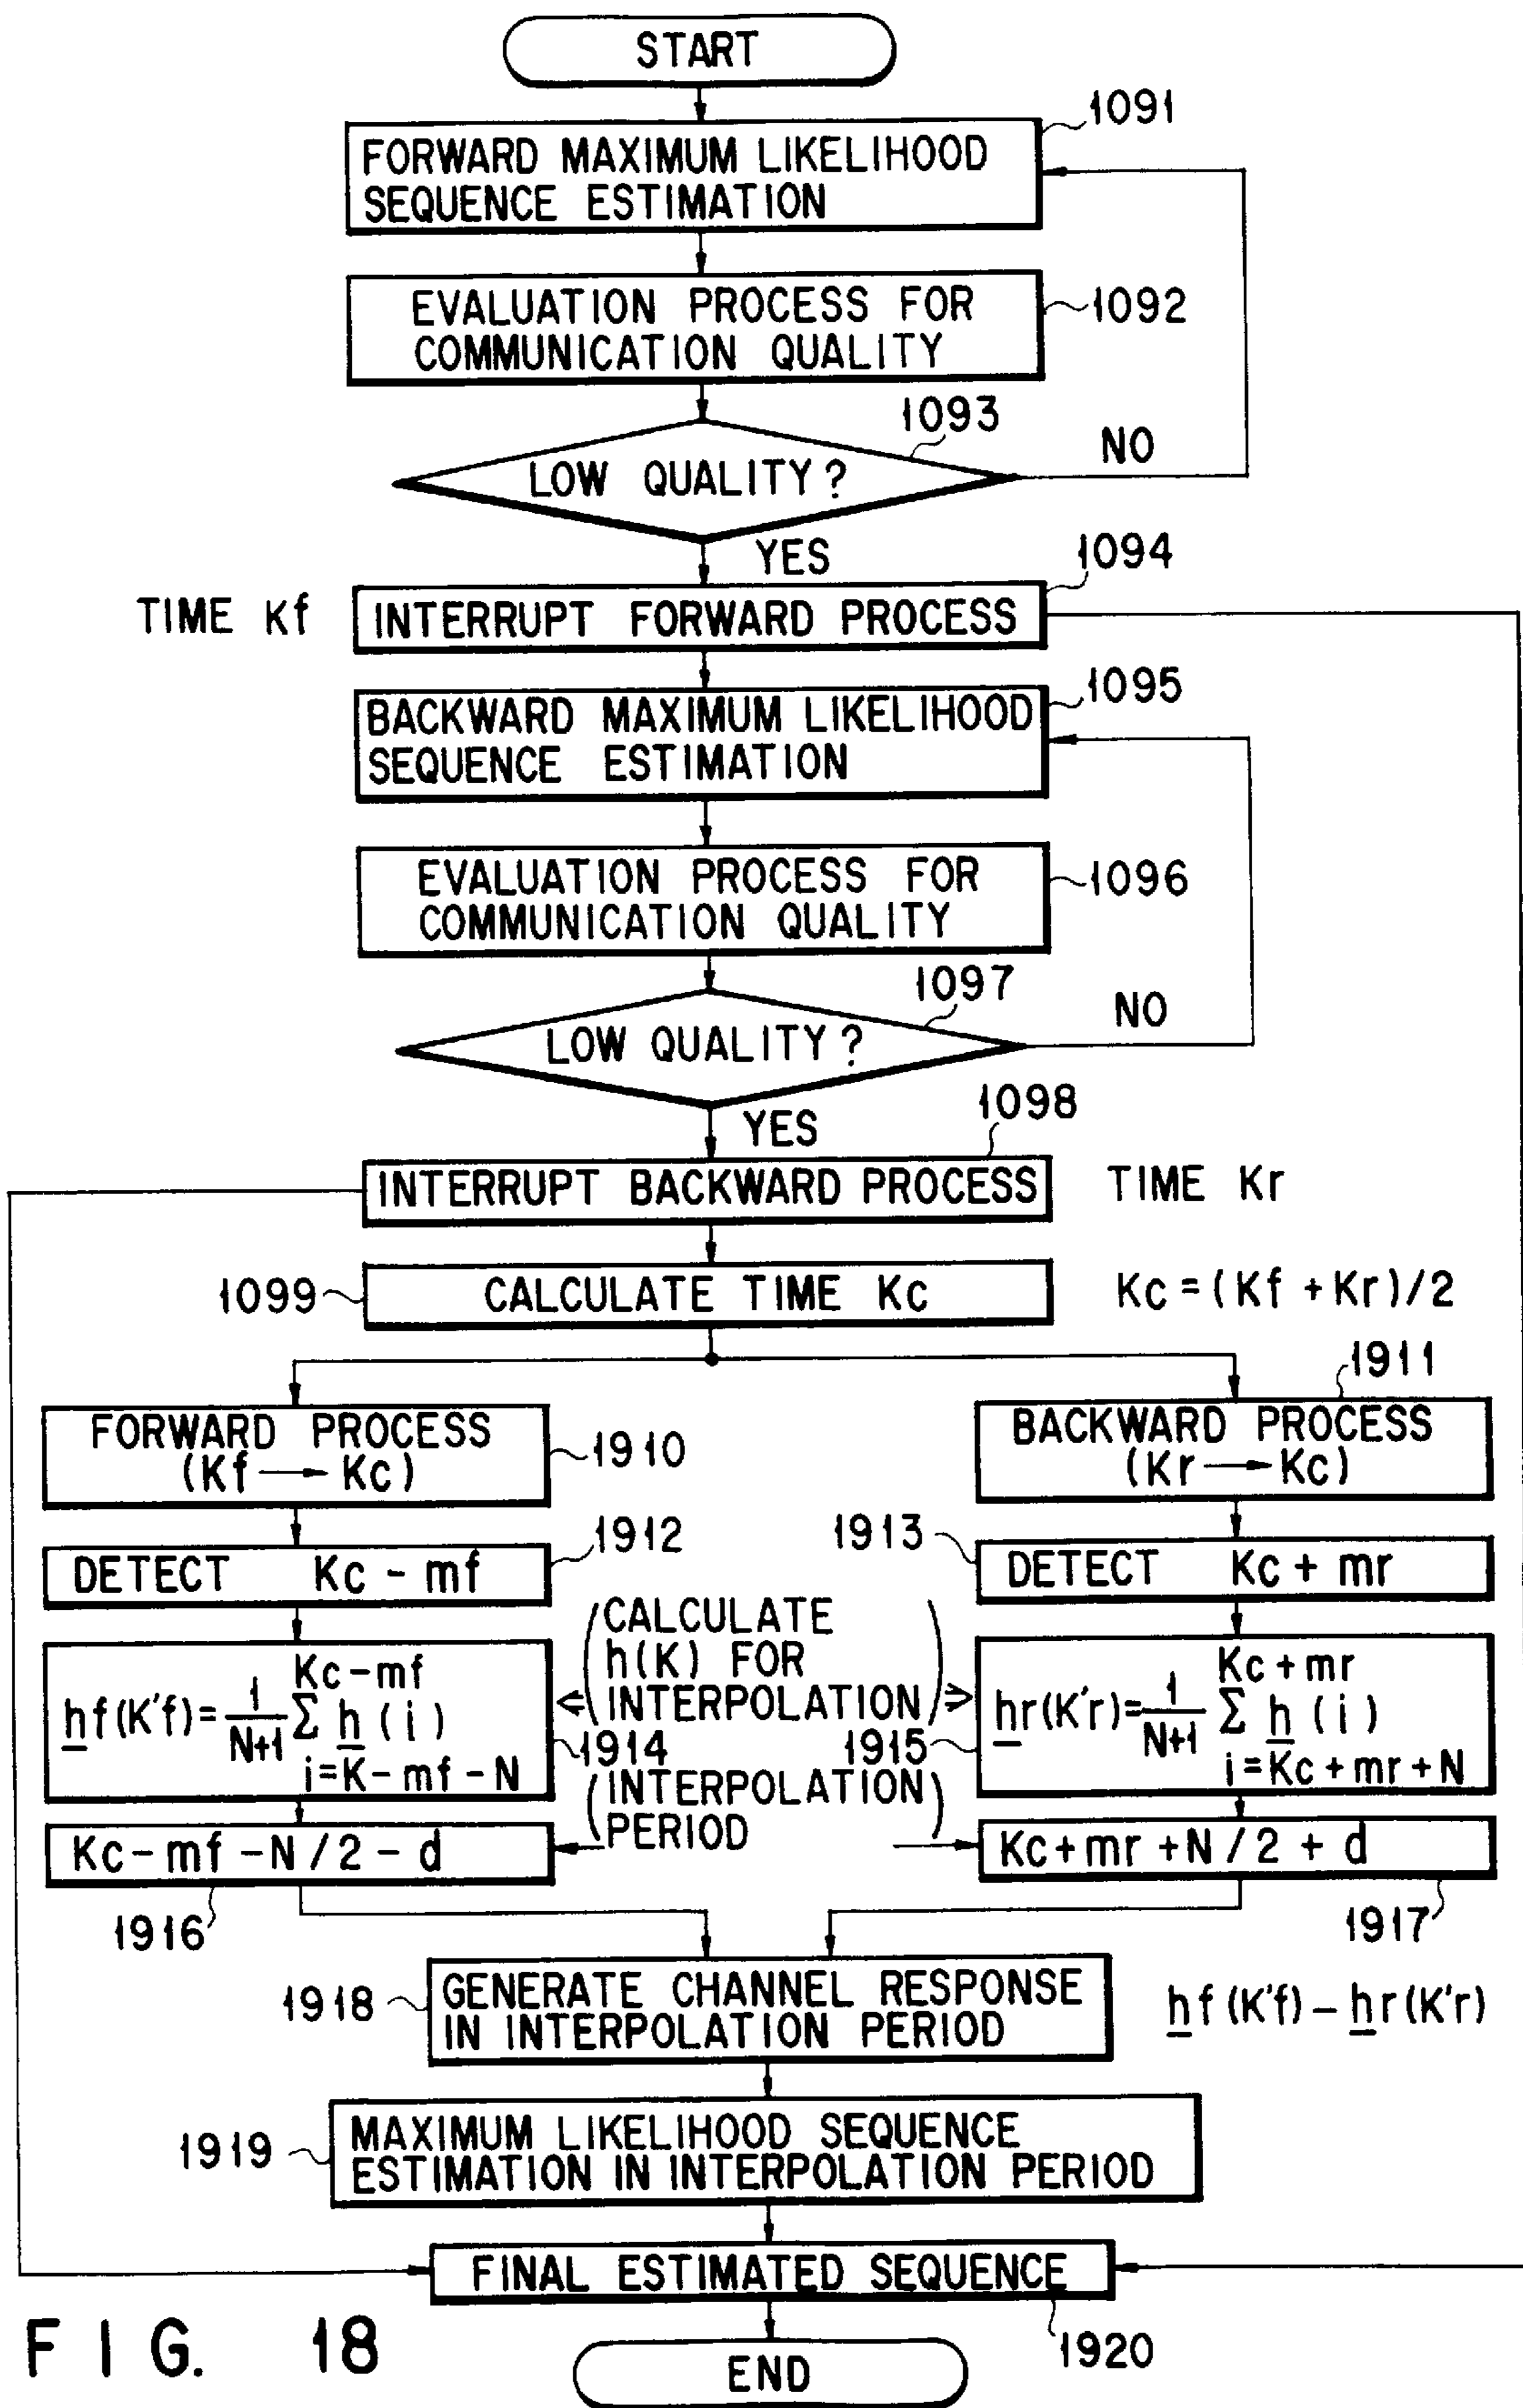 START
1091
FORWARD MAXIMUM LIKELIHOOD
SEQUENCE ESTIMATION
EVALUATION PROCESS FOR
COMMUNICATION QUALITY
1092
1093
LOW QUALITY?
NO
YES
1094
TIME Kf
INTERRUPT FORWARD PROCESS
1095
BACKWARD MAXIMUM LIKELIHOOD
SEQUENCE ESTIMATION
EVALUATION PROCESS FOR
COMMUNICATION QUALITY
1096
1097
LOW QUALITY?
NO
YES
1098
INTERRUPT BACKWARD PROCESS
TIME Kr
1099
CALCULATE TIME Kc
Kc = (Kf + Kr)/2
1911
FORWARD PROCESS
(Kf → Kc)
1910
BACKWARD PROCESS
(Kr → Kc)
1912
DETECT Kc - mf
1913
DETECT Kc + mr
(CALCULATE
h(K) FOR
INTERPOLATION)
hf(K'f) = 1/N+1 Σ h(i)
Kc - mf
i = K - mf - N
1914
hr(K'r) = 1/N+1 Σ h(i)
Kc + mr
i = Kc + mr + N
1915
(INTERPOLATION
PERIOD)
Kc - mf - N/2 - d
1916
Kc + mr + N/2 + d
1917
1918
GENERATE CHANNEL RESPONSE
IN INTERPOLATION PERIOD
hf(K'f) - hr(K'r)
1919
MAXIMUM LIKELIHOOD SEQUENCE
ESTIMATION IN INTERPOLATION PERIOD
FINAL ESTIMATED SEQUENCE
1920
END
FIG. 18